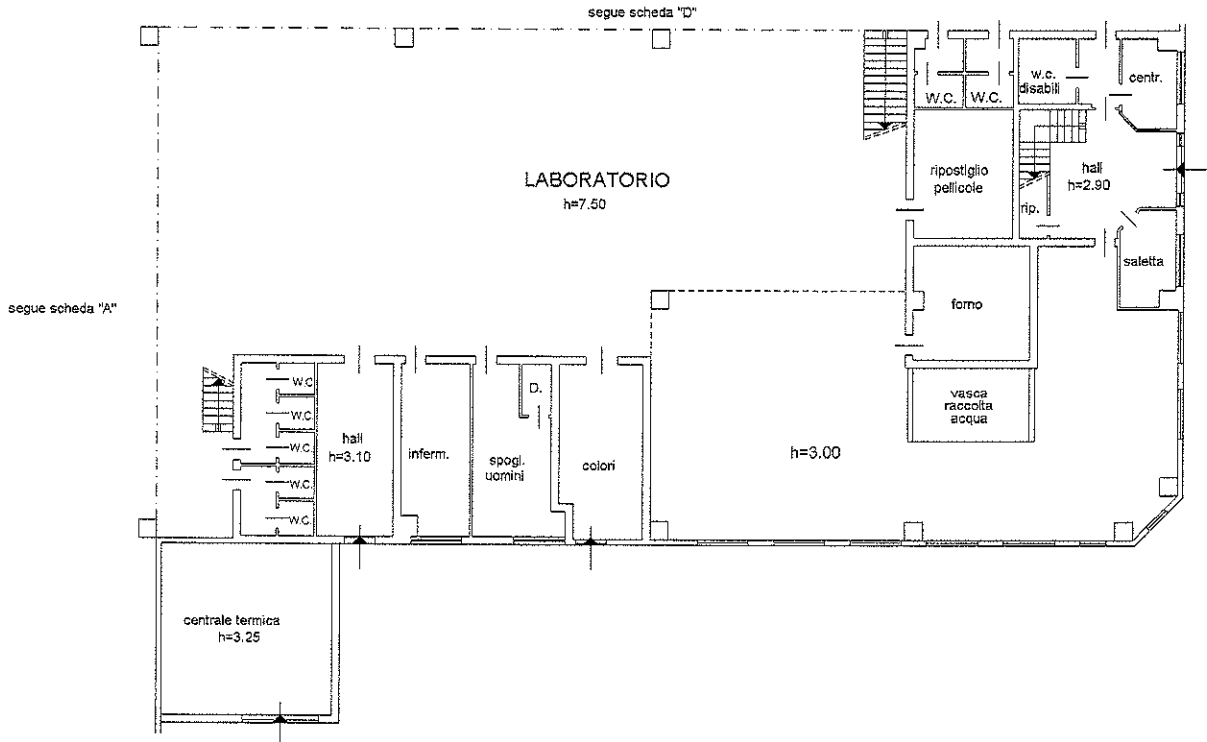 segue scheda "D"
w.c.
disabili
centr.
W.C.
W.C.
LABORATORIO
h=7.50
ripostiglio
pellicole
hall
h=2.90
rip.
saletta
segue scheda "A"
forno
W.C
W.C.
W.C.
W.C.
W.C.
hall
h=3.10
inferm.
D.
spogl.
uomini
colori
vasca
raccolta
acqua
h=3.00
centrale termica
h=3.25